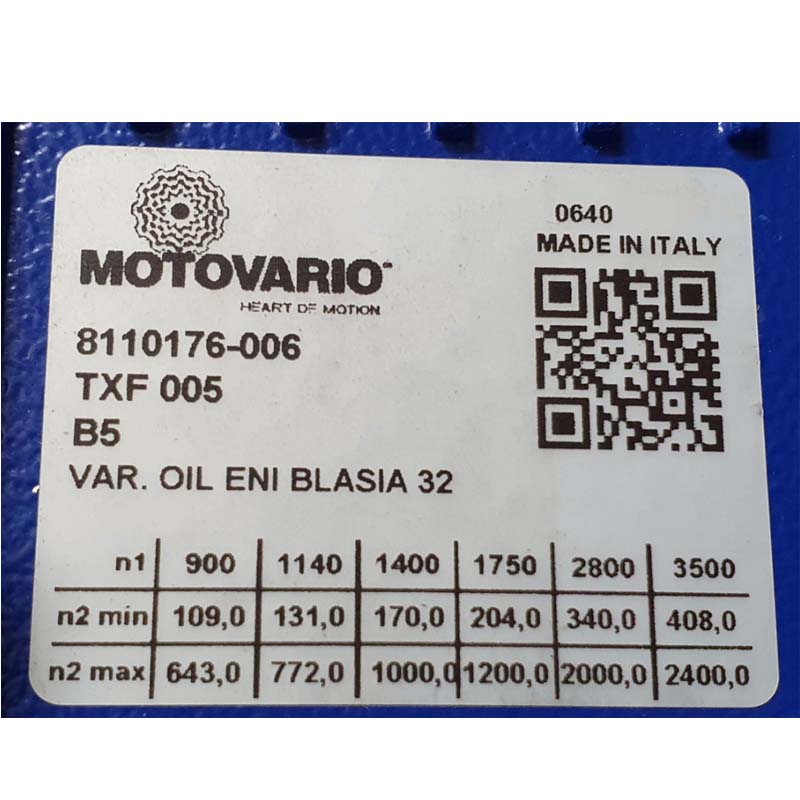 MOTOVARIO
HEART OF MOTION
0640
MADE IN ITALY
8110176-006
TXF 005
B5
VAR. OIL ENI BLASIA 32
n1 900 1140 1400 1750 2800 3500
n2 min 109,0 131,0 170,0 204,0 340,0 408,0
n2 max 643,0 772,0 1000,0 1200,0 2000,0 2400,0